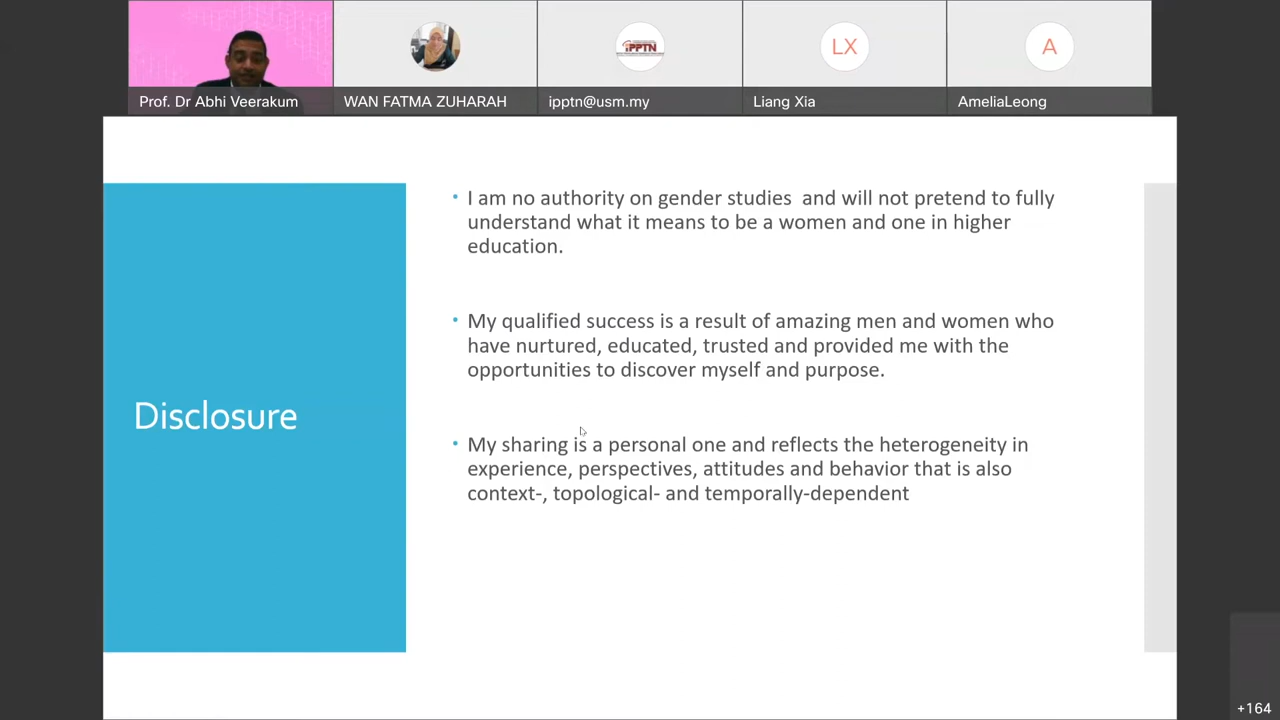 Prof. Dr Abhi Veerakum
WAN FATMA ZUHARAH
iPPTN
ipptn@usm.my
LX
Liang Xia
A
AmeliaLeong
Disclosure
• I am no authority on gender studies  and will not pretend to fully
understand what it means to be a women and one in higher
education.
• My qualified success is a result of amazing men and women who
have nurtured, educated, trusted and provided me with the
opportunities to discover myself and purpose.
• My sharing is a personal one and reflects the heterogeneity in
experience, perspectives, attitudes and behavior that is also
context-, topological- and temporally-dependent
+164